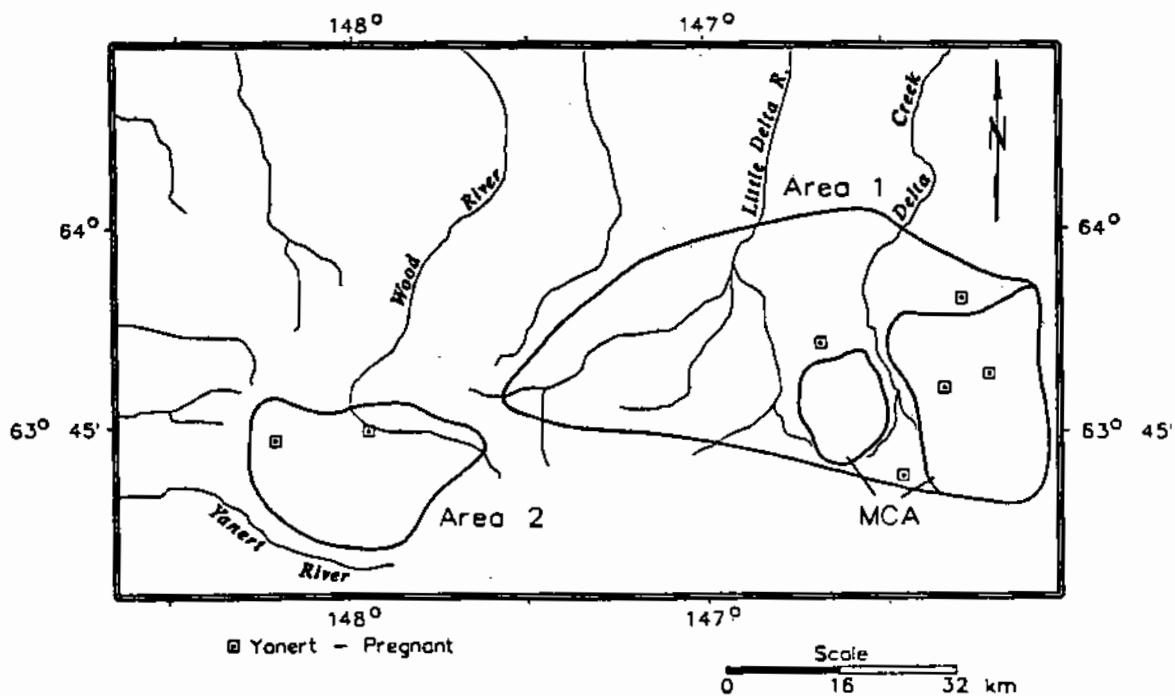 148° 147°
N
Little Delta R.
Creek
Delta
Area 1
River
Wood
64° 64°
63° 45' 63° 45'
Area 2
MCA
Yanert
River
148° 147°
Yanert - Pregnant
Scale
0 16 32 km